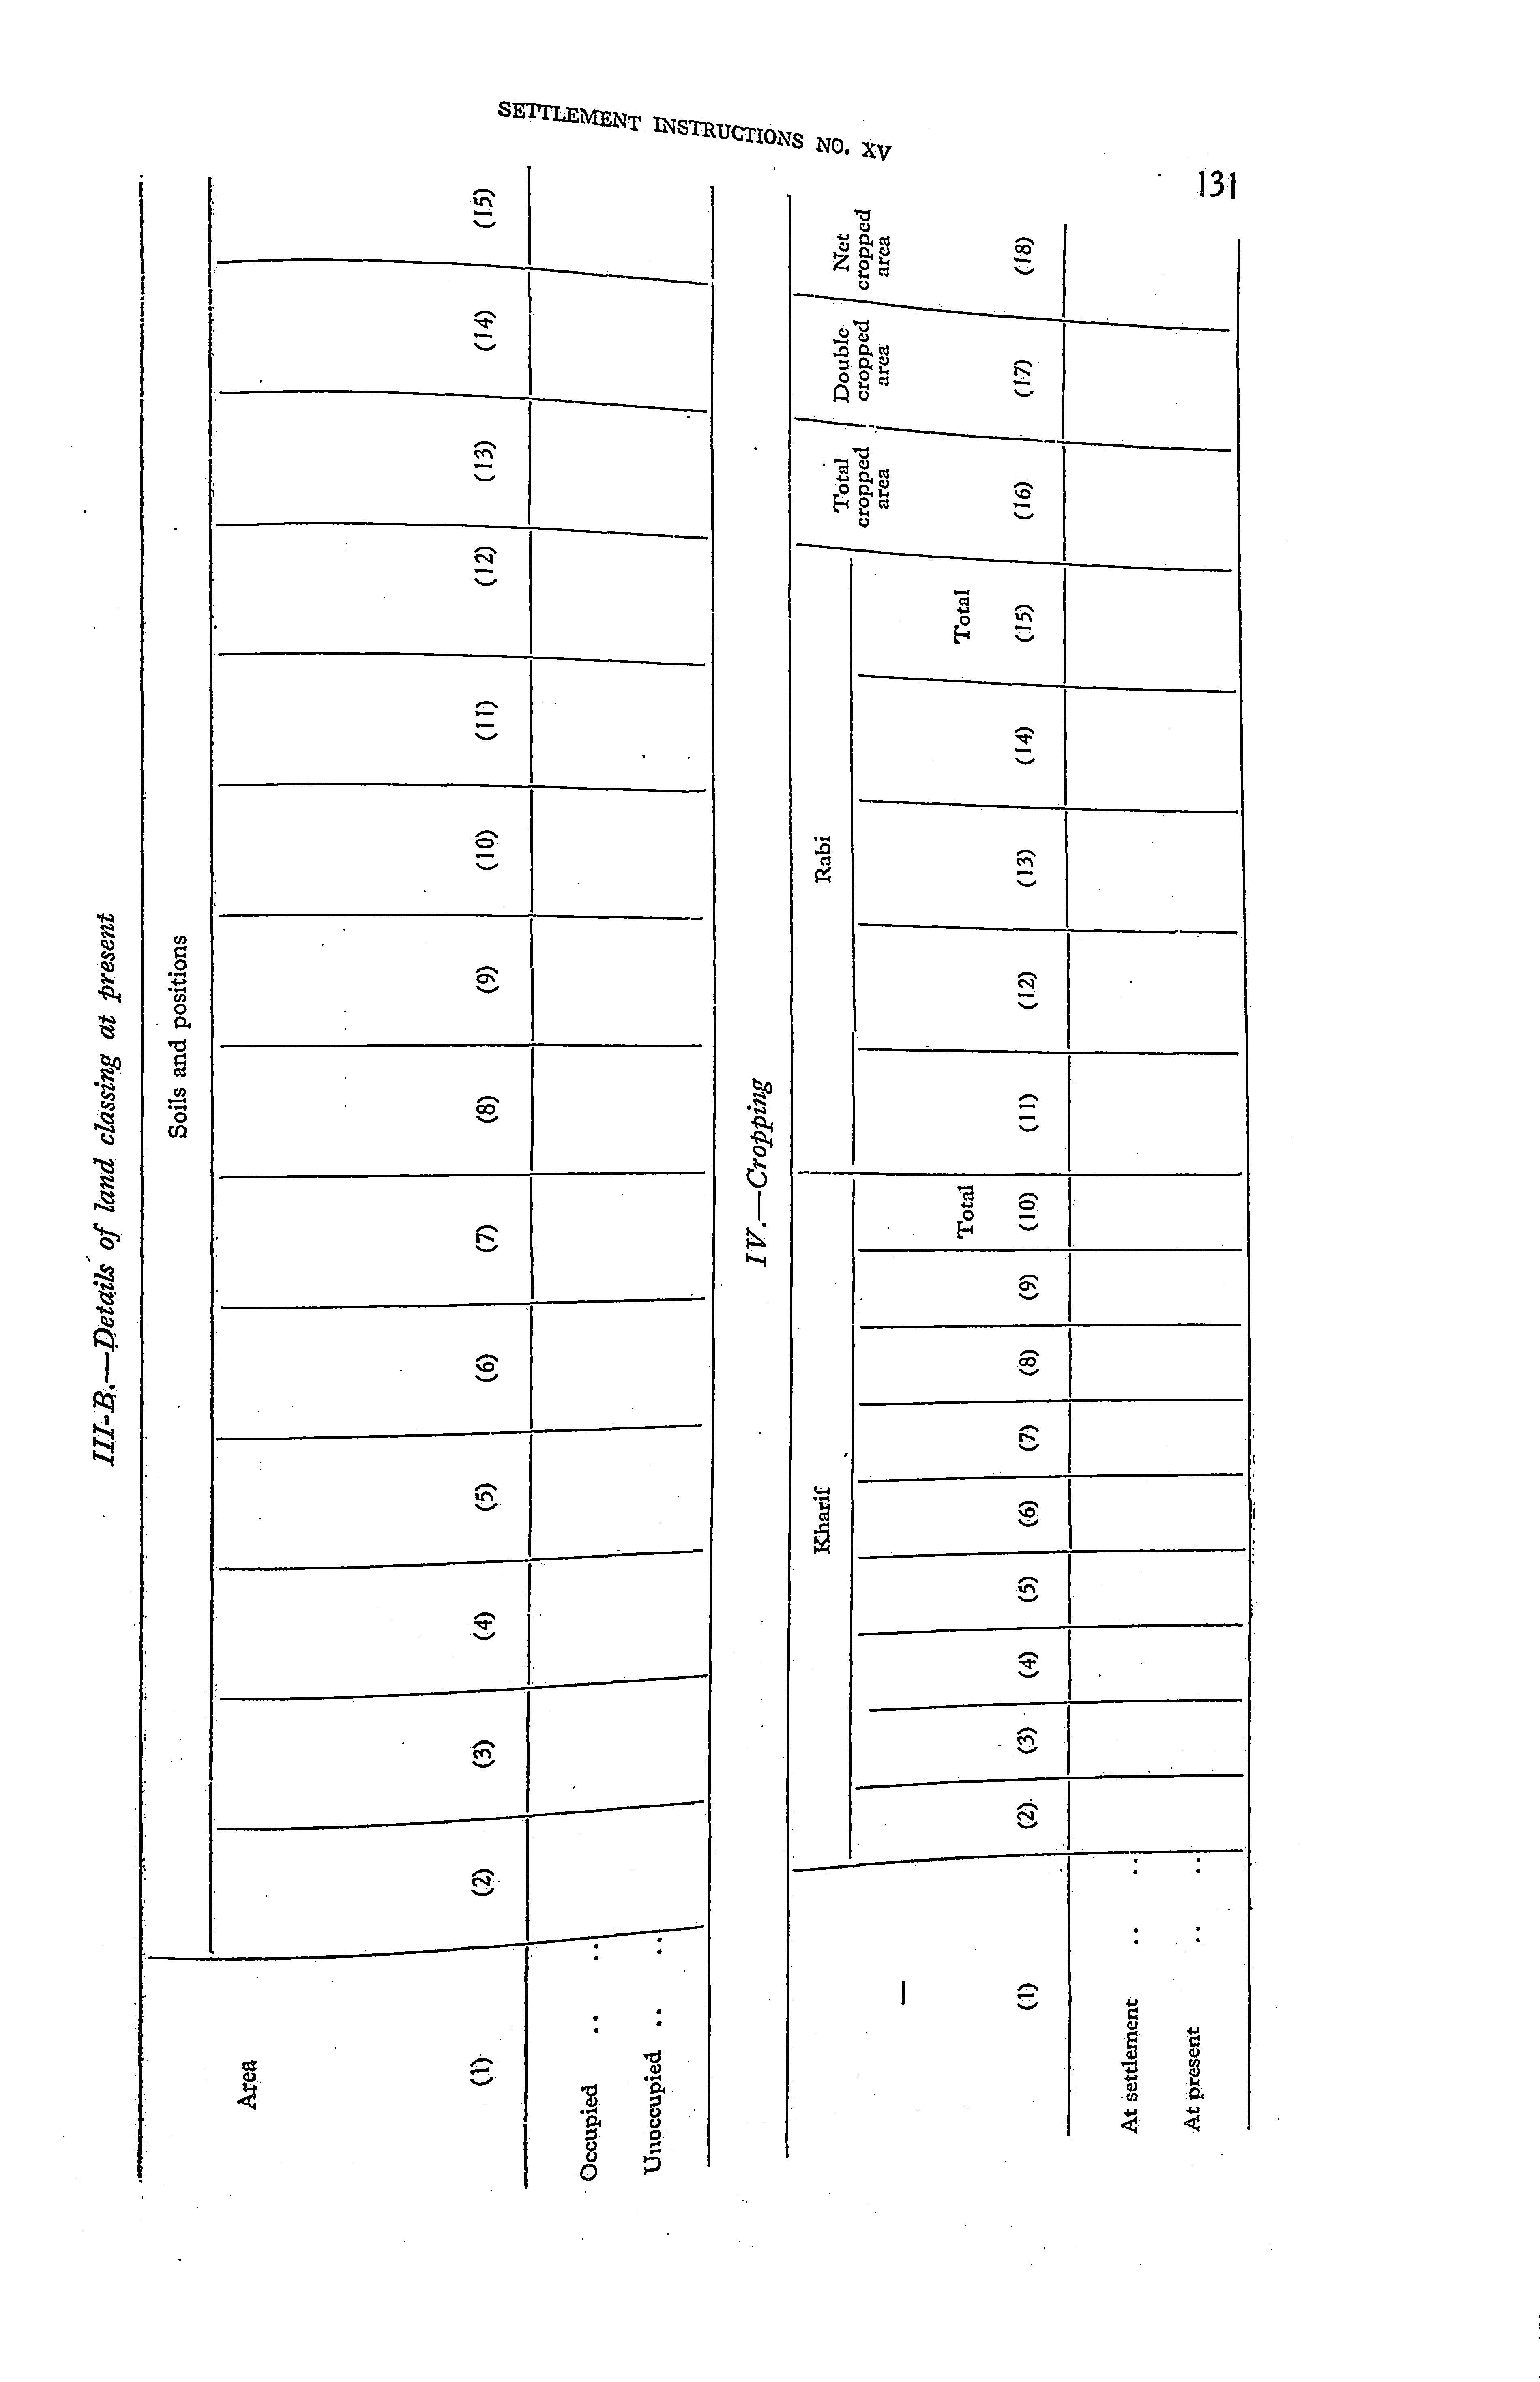 SETTLEMENT INSTRUCTIONS NO. XV
131
III-B.—Details of land classing at present
Area
Soils and positions
(1) (2) (3) (4) (5) (6) (7) (8) (9) (10) (11) (12) (13) (14) (15)
Occupied .. ..
Unoccupied .. ..
IV.—Cropping
Kharif Rabi Total cropped area Double cropped area Net cropped area
—
Total Total
(1) (2) (3) (4) (5) (6) (7) (8) (9) (10) (11) (12) (13) (14) (15) (16) (17) (18)
At settlement .. ..
At present .. ..